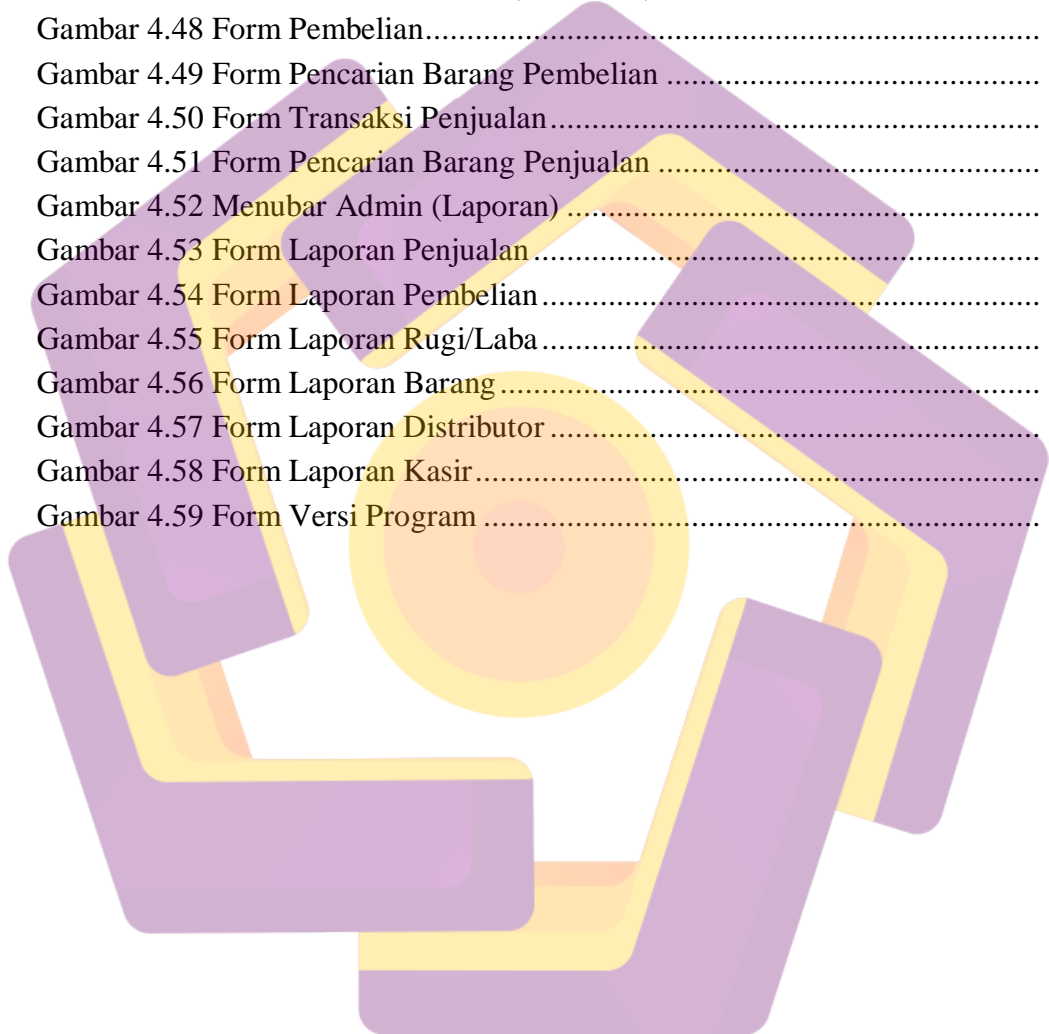 Gambar 4.48 Form Pembelian..........................................................................
Gambar 4.49 Form Pencarian Barang Pembelian .............................................
Gambar 4.50 Form Transaksi Penjualan...........................................................
Gambar 4.51 Form Pencarian Barang Penjualan ..............................................
Gambar 4.52 Menubar Admin (Laporan) .........................................................
Gambar 4.53 Form Laporan Penjualan.............................................................
Gambar 4.54 Form Laporan Pembelian............................................................
Gambar 4.55 Form Laporan Rugi/Laba............................................................
Gambar 4.56 Form Laporan Barang.................................................................
Gambar 4.57 Form Laporan Distributor...........................................................
Gambar 4.58 Form Laporan Kasir....................................................................
Gambar 4.59 Form Versi Program ...................................................................